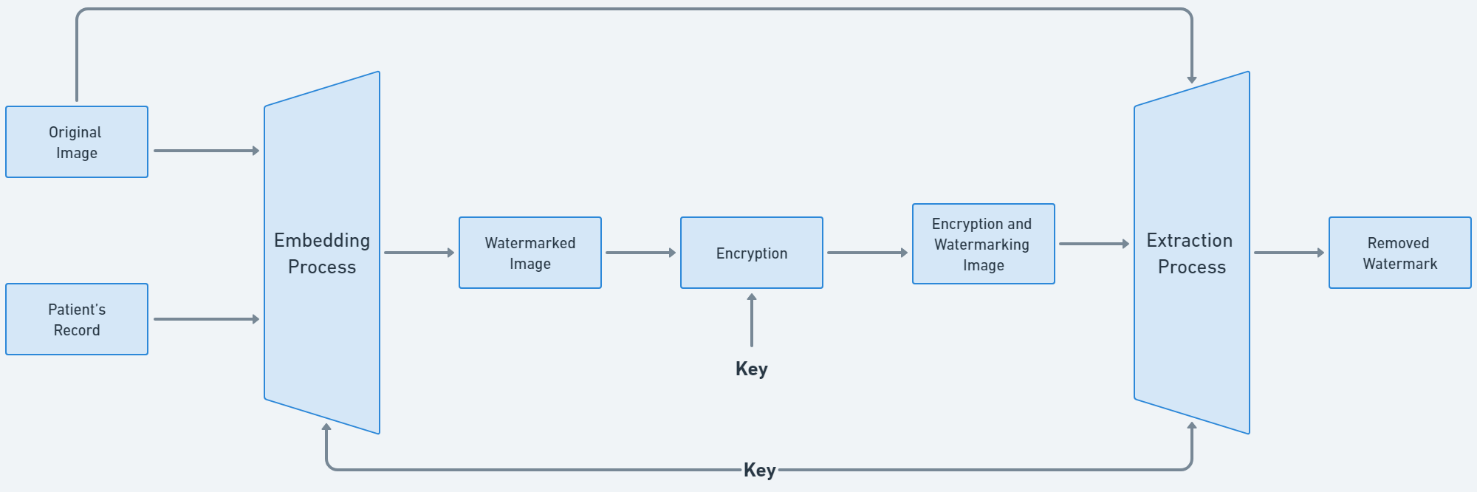 Original
Image
Patient's
Record
Embedding
Process
Watermarked
Image
Encryption
Key
Encryption and
Watermarking
Image
Extraction
Process
Removed
Watermark
Key